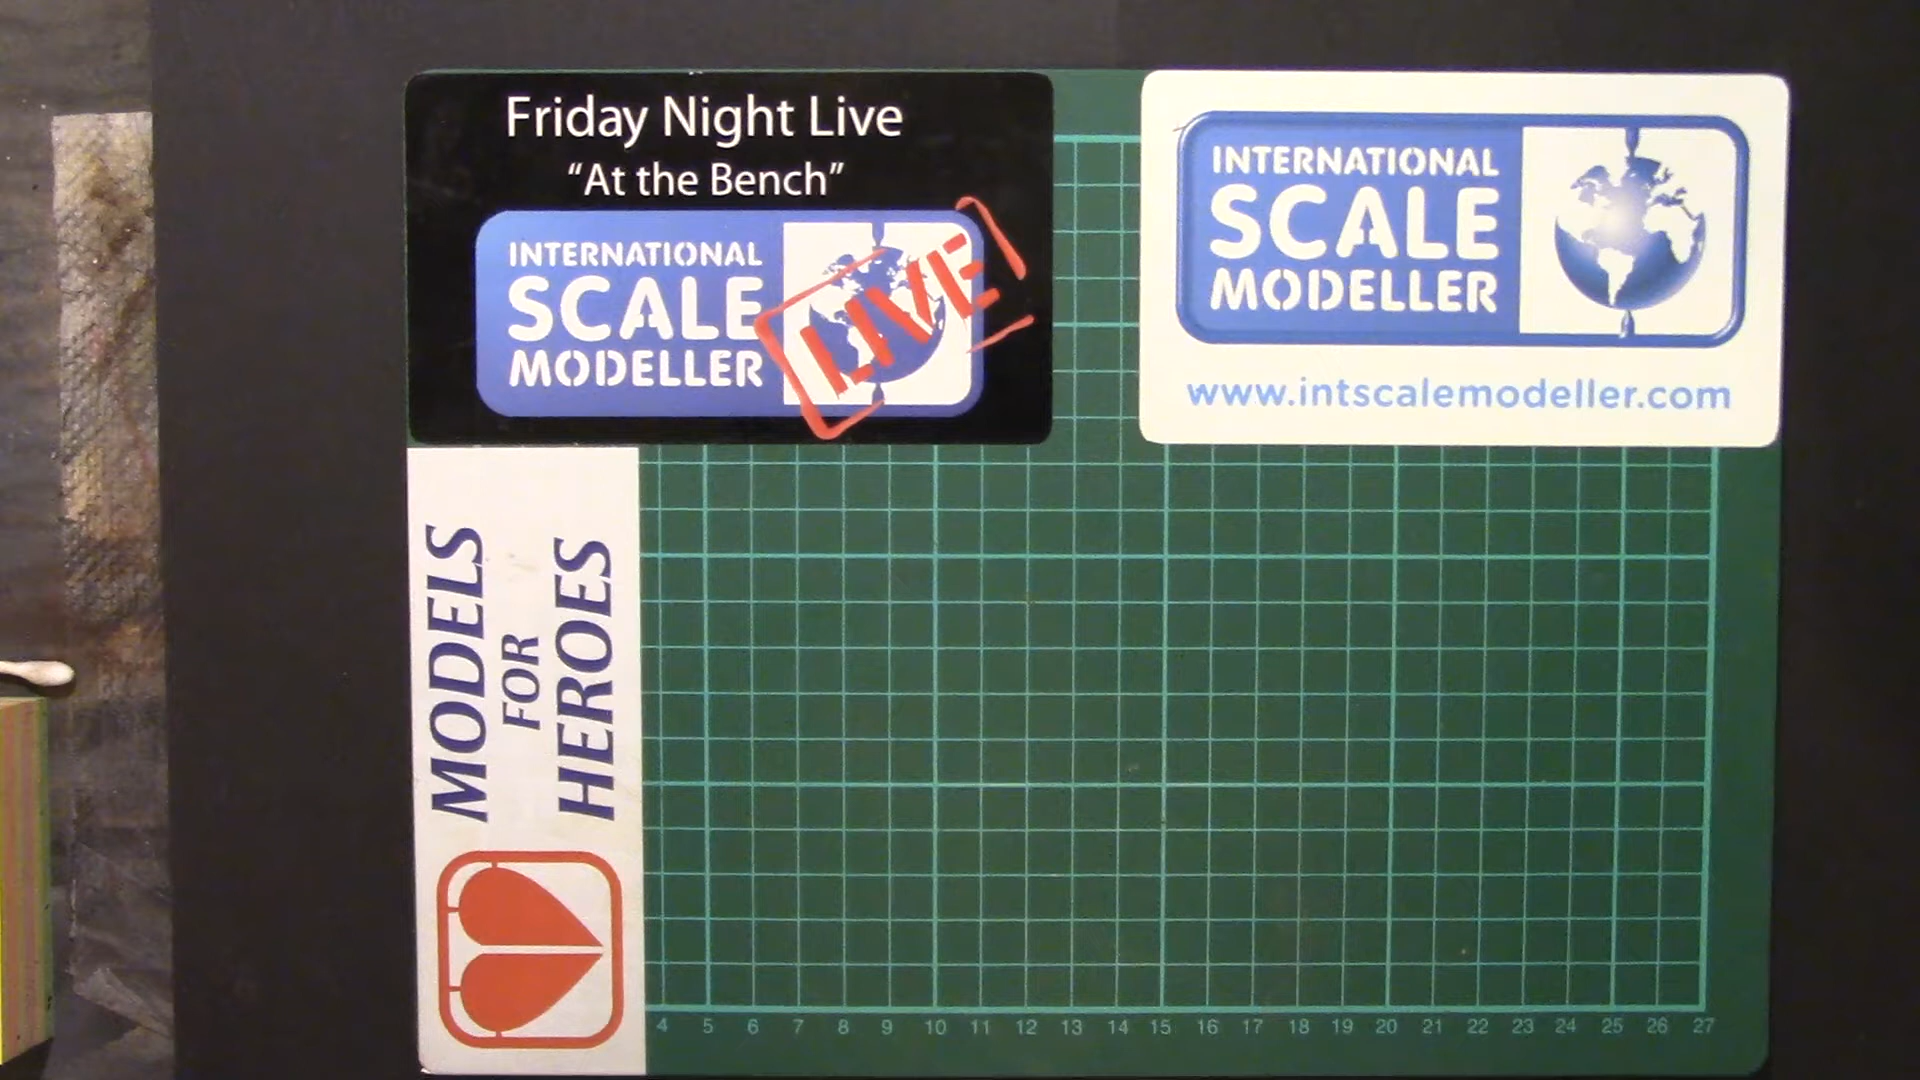 Friday Night Live
“At the Bench”
INTERNATIONAL
SCALE
MODELLER
LIVE!
INTERNATIONAL
SCALE
MODELLER
www.intscalemodeller.com
MODELS
FOR
HEROES
4 5 6 7 8 9 10 11 12 13 14 15 16 17 18 19 20 21 22 23 24 25 26 27